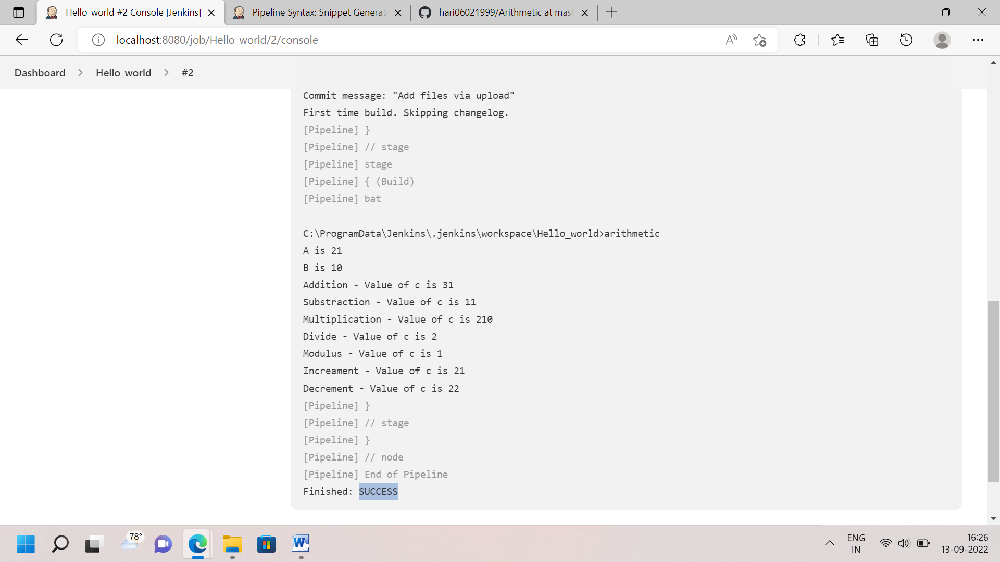 Hello_world #2 Console [Jenkins]
Pipeline Syntax: Snippet Generat
hari06021999/Arithmetic at mast
localhost:8080/job/Hello_world/2/console
Dashboard > Hello_world > #2
Commit message: "Add files via upload"
First time build. Skipping changelog.
[Pipeline] }
[Pipeline] // stage
[Pipeline] stage
[Pipeline] { (Build)
[Pipeline] bat
C:\ProgramData\Jenkins\.jenkins\workspace\Hello_world>arithmetic
A is 21
B is 10
Addition - Value of c is 31
Substraction - Value of c is 11
Multiplication - Value of c is 210
Divide - Value of c is 2
Modulus - Value of c is 1
Increament - Value of c is 21
Decrement - Value of c is 22
[Pipeline] }
[Pipeline] // stage
[Pipeline] }
[Pipeline] // node
[Pipeline] End of Pipeline
Finished: SUCCESS
78°
ENG
IN
16:26
13-09-2022